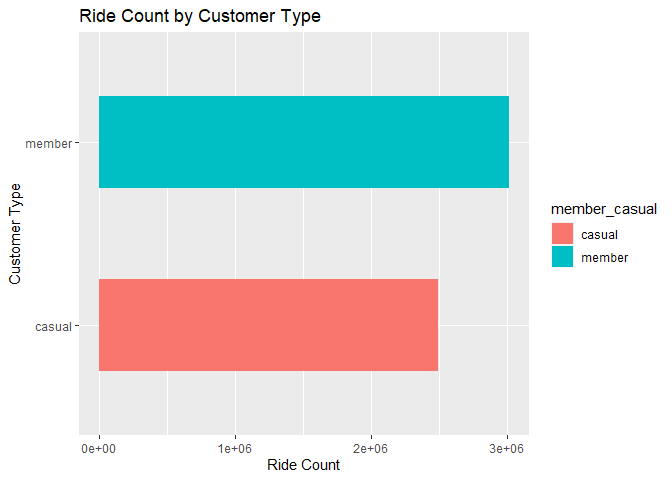 Ride Count by Customer Type
member
casual
Customer Type
0e+00
1e+06
2e+06
3e+06
Ride Count
member_casual
casual
member